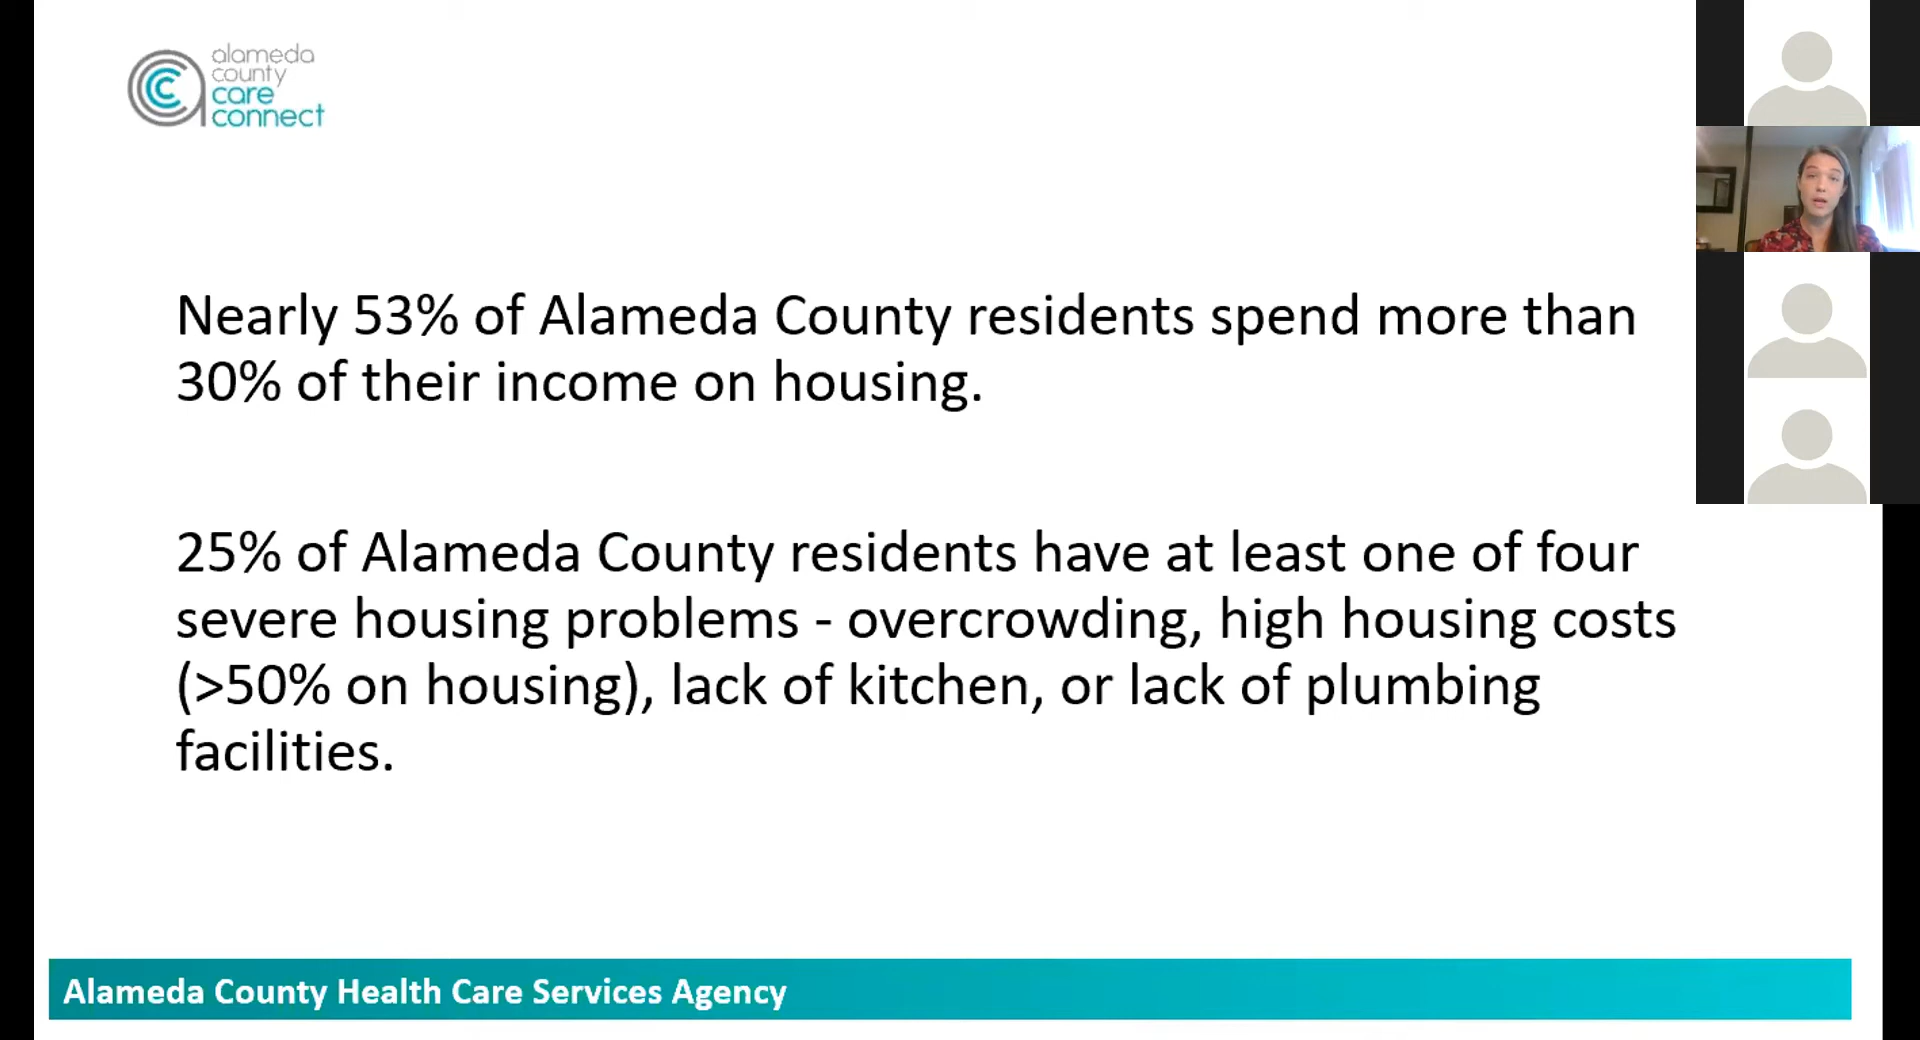 alameda
county
care
connect
Nearly 53% of Alameda County residents spend more than
30% of their income on housing.
25% of Alameda County residents have at least one of four
severe housing problems - overcrowding, high housing costs
(>50% on housing), lack of kitchen, or lack of plumbing
facilities.
Alameda County Health Care Services Agency